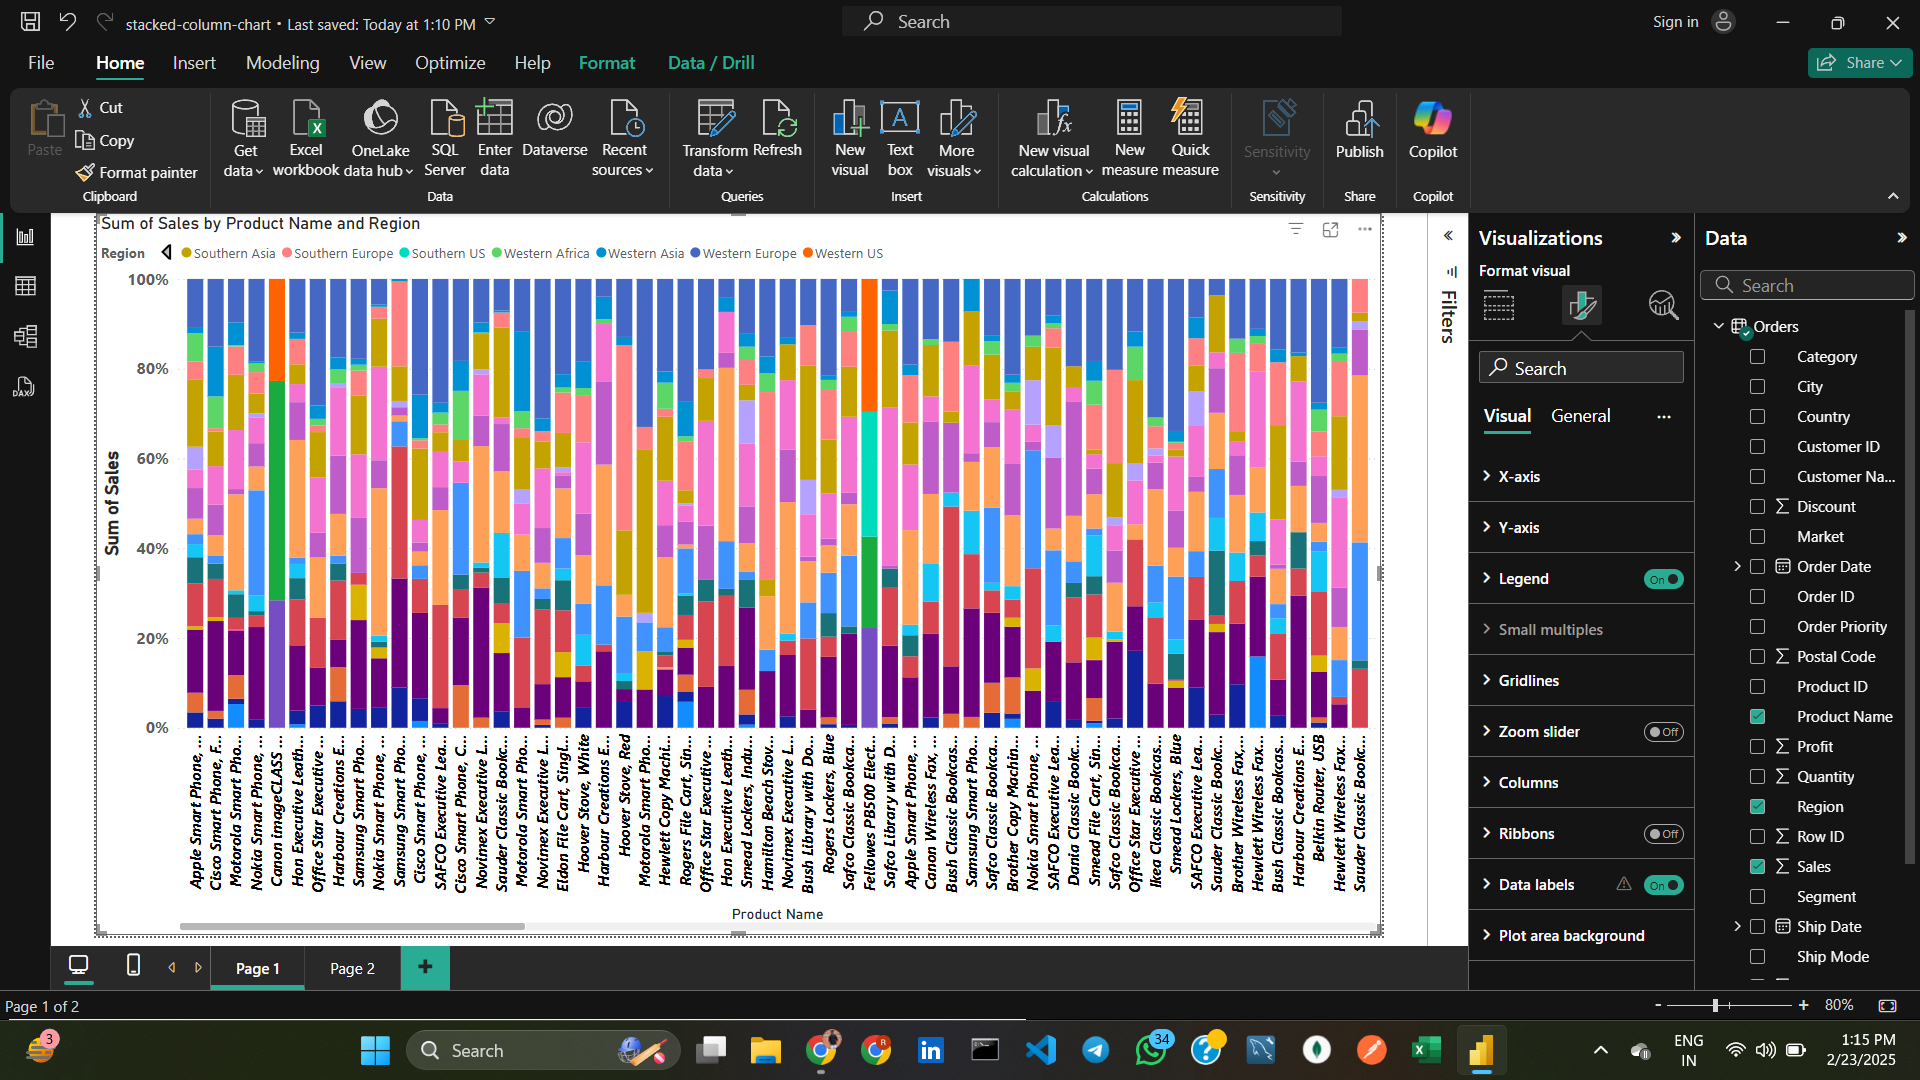 stacked-column-chart • Last saved: Today at 1:10 PM
Search
Sign in
File Home Insert Modeling View Optimize Help Format Data / Drill
Share
Paste
Cut
Copy
Format painter
Clipboard
Get data
Excel workbook
OneLake data hub
SQL Server
Enter data
Dataverse
Recent sources
Data
Transform data
Refresh
Queries
New visual
Text box
More visuals
Insert
New visual calculation
New measure
Quick measure
Calculations
Sensitivity
Sensitivity
Publish
Share
Copilot
Copilot
Sum of Sales by Product Name and Region
Region Southern Asia Southern Europe Southern US Western Africa Western Asia Western Europe Western US
100%
80%
60%
40%
20%
0%
Sum of Sales
Apple Smart Phone, ...
Cisco Smart Phone, F...
Motorola Smart Pho...
Nokia Smart Phone, ...
Canon imageCLASS ...
Hon Executive Leath...
Office Star Executive ...
Harbour Creations E...
Samsung Smart Pho...
Nokia Smart Phone, ...
Samsung Smart Pho...
Cisco Smart Phone, ...
SAFCO Executive Lea...
Cisco Smart Phone, C...
Novimex Executive L...
Sauder Classic Bookc...
Motorola Smart Pho...
Novimex Executive L...
Eldon File Cart, Singl...
Hoover Stove, White
Harbour Creations E...
Hoover Stove, Red
Motorola Smart Pho...
Hewlett Copy Machi...
Rogers File Cart, Sin...
Office Star Executive ...
Hon Executive Leath...
Smead Lockers, Indu...
Hamilton Beach Stov...
Novimex Executive L...
Bush Library with Do...
Rogers Lockers, Blue
Safco Classic Bookca...
Fellowes PB500 Elect...
Safco Library with D...
Apple Smart Phone, ...
Canon Wireless Fax, ...
Bush Classic Bookcas...
Samsung Smart Pho...
Safco Classic Bookca...
Brother Copy Machin...
Nokia Smart Phone, ...
SAFCO Executive Lea...
Dania Classic Bookc...
Smead File Cart, Sin...
Safco Classic Bookca...
Office Star Executive ...
Ikea Classic Bookcas...
Smead Lockers, Blue
SAFCO Executive Lea...
Sauder Classic Bookc...
Brother Wireless Fax,...
Hewlett Wireless Fax...
Bush Classic Bookcas...
Harbour Creations E...
Belkin Router, USB
Hewlett Wireless Fax...
Sauder Classic Bookc...
Product Name
Filters
Visualizations
Format visual
Search
Visual General
X-axis
Y-axis
Legend On
Small multiples
Gridlines
Zoom slider Off
Columns
Ribbons Off
Data labels On
Plot area background
Data
Search
Orders
Category
City
Country
Customer ID
Customer Na...
Discount
Market
Order Date
Order ID
Order Priority
Postal Code
Product ID
Product Name
Profit
Quantity
Region
Row ID
Sales
Segment
Ship Date
Ship Mode
Page 1 Page 2
Page 1 of 2
80%
3
Search
34
ENG
IN
1:15 PM
2/23/2025